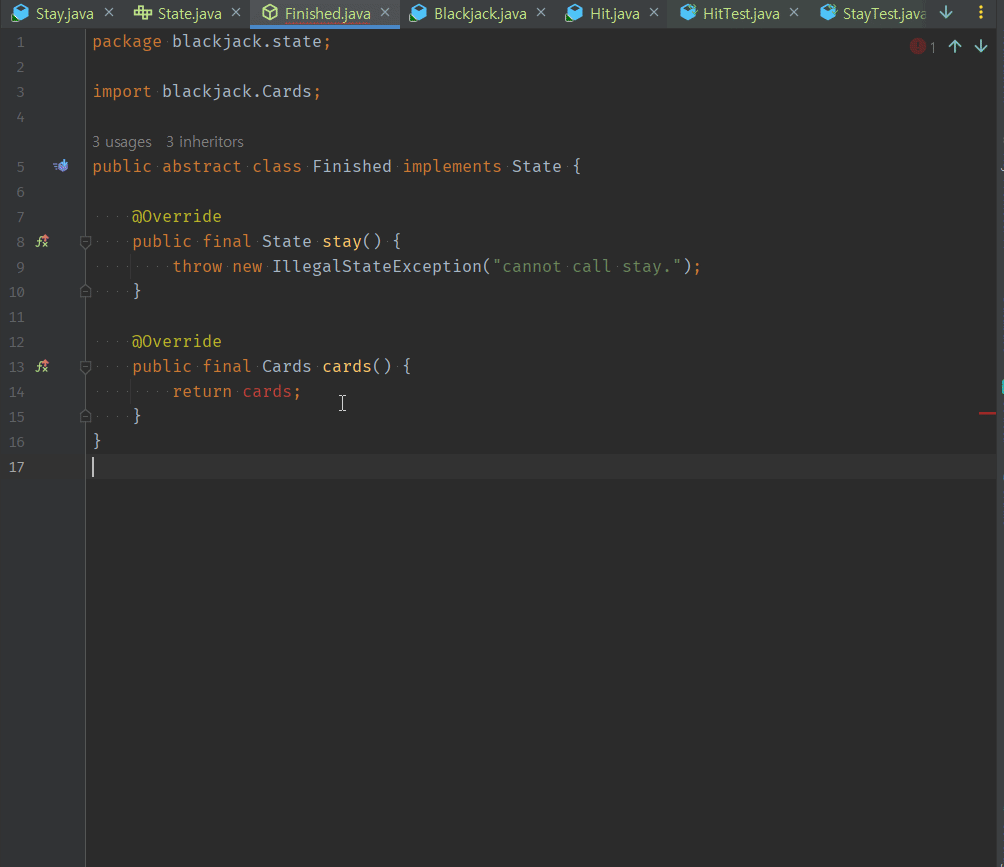 Stay.java State.java Finished.java Blackjack.java Hit.java HitTest.java StayTest.java
1 package blackjack.state; 1
2
3 import blackjack.Cards;
4
3 usages 3 inheritors
5 public abstract class Finished implements State {
6
7 @Override
8 public final State stay() {
9 throw new IllegalStateException("cannot call stay.");
10 }
11
12 @Override
13 public final Cards cards() {
14 return cards;
15 }
16 }
17